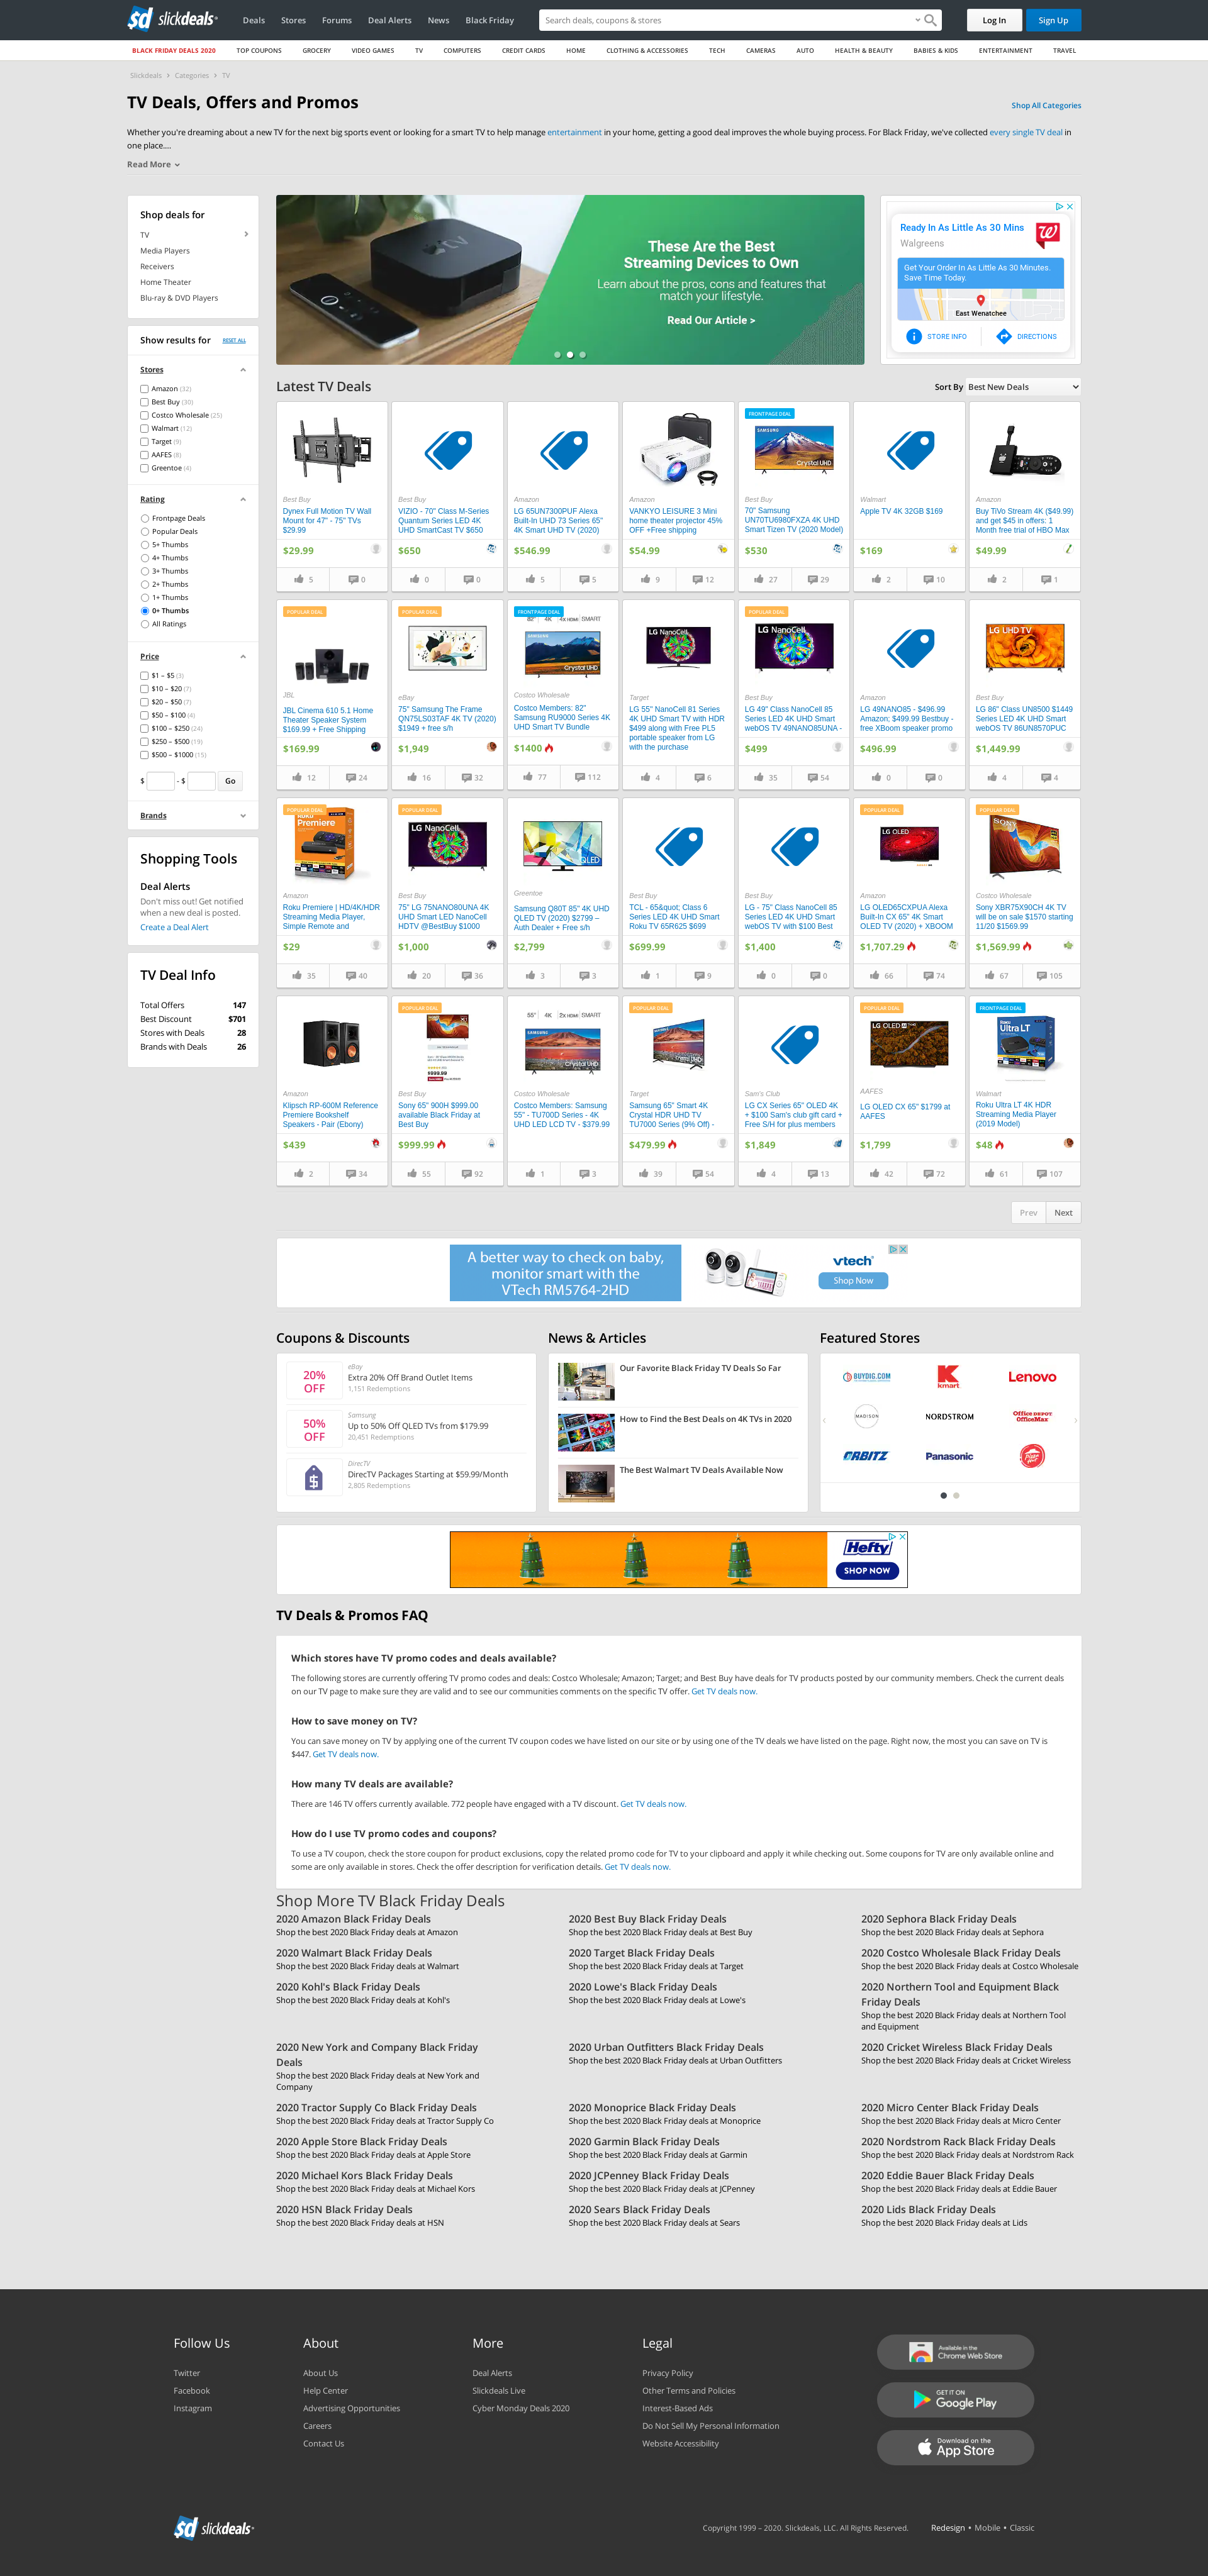 sd slickdeals
Deals Stores Forums Deal Alerts News Black Friday
Search deals, coupons & stores
Log In
Sign Up
BLACK FRIDAY DEALS 2020 TOP COUPONS GROCERY VIDEO GAMES TV COMPUTERS CREDIT CARDS HOME CLOTHING & ACCESSORIES TECH CAMERAS AUTO HEALTH & BEAUTY BABIES & KIDS ENTERTAINMENT TRAVEL
Slickdeals › Categories › TV
TV Deals, Offers and Promos
Shop All Categories
Whether you're dreaming about a new TV for the next big sports event or looking for a smart TV to help manage entertainment in your home, getting a good deal improves the whole buying process. For Black Friday, we've collected every single TV deal in
one place....
Read More
Shop deals for
TV
Media Players
Receivers
Home Theater
Blu-ray & DVD Players
Show results for RESET ALL
Stores
Amazon (32)
Best Buy (30)
Costco Wholesale (25)
Walmart (12)
Target (9)
AAFES (8)
Greentoe (4)
Rating
Frontpage Deals
Popular Deals
5+ Thumbs
4+ Thumbs
3+ Thumbs
2+ Thumbs
1+ Thumbs
0+ Thumbs
All Ratings
Price
$1 – $5 (3)
$10 – $20 (7)
$20 – $50 (7)
$50 – $100 (4)
$100 – $250 (24)
$250 – $500 (19)
$500 – $1000 (15)
$ - $ Go
Brands
Shopping Tools
Deal Alerts
Don't miss out! Get notified
when a new deal is posted.
Create a Deal Alert
TV Deal Info
Total Offers 147
Best Discount $701
Stores with Deals 28
Brands with Deals 26
These Are the Best
Streaming Devices to Own
Learn about the pros, cons and features that
match your lifestyle.
Read Our Article >
Ready In As Little As 30 Mins
Walgreens
Get Your Order In As Little As 30 Minutes.
Save Time Today.
East Wenatchee
STORE INFO
DIRECTIONS
Latest TV Deals
Sort By Best New Deals
Best Buy
Dynex Full Motion TV Wall
Mount for 47" - 75" TVs
$29.99
$29.99
5 0
Best Buy
VIZIO - 70" Class M-Series
Quantum Series LED 4K
UHD SmartCast TV $650
$650
0 0
Amazon
LG 65UN7300PUF Alexa
Built-In UHD 73 Series 65"
4K Smart UHD TV (2020)
$546.99
5 5
Amazon
VANKYO LEISURE 3 Mini
home theater projector 45%
OFF +Free shipping
$54.99
9 12
FRONTPAGE DEAL
SAMSUNG
Crystal UHD
Best Buy
70" Samsung
UN70TU6980FXZA 4K UHD
Smart Tizen TV (2020 Model)
$530
27 29
Walmart
Apple TV 4K 32GB $169
$169
2 10
Amazon
Buy TiVo Stream 4K ($49.99)
and get $45 in offers: 1
Month free trial of HBO Max
$49.99
2 1
POPULAR DEAL
JBL
JBL Cinema 610 5.1 Home
Theater Speaker System
$169.99 + Free Shipping
$169.99
12 24
POPULAR DEAL
eBay
75" Samsung The Frame
QN75LS03TAF 4K TV (2020)
$1949 + free s/h
$1,949
16 32
FRONTPAGE DEAL
82" 4K 4x HDMI SMART
SAMSUNG
Crystal UHD
Costco Wholesale
Costco Members: 82"
Samsung RU9000 Series 4K
UHD Smart TV Bundle
$1400
77 112
LG NanoCell
Target
LG 55" NanoCell 81 Series
4K UHD Smart TV with HDR
$499 along with Free PL5
portable speaker from LG
with the purchase
4 6
POPULAR DEAL
LG NanoCell
Best Buy
LG 49" Class NanoCell 85
Series LED 4K UHD Smart
webOS TV 49NANO85UNA -
$499
35 54
Amazon
LG 49NANO85 - $496.99
Amazon; $499.99 Bestbuy -
free XBoom speaker promo
$496.99
0 0
LG UHD TV
Best Buy
LG 86" Class UN8500 $1449
Series LED 4K UHD Smart
webOS TV 86UN8570PUC
$1,449.99
4 4
POPULAR DEAL
Roku Premiere
Amazon
Roku Premiere | HD/4K/HDR
Streaming Media Player,
Simple Remote and
$29
35 40
POPULAR DEAL
LG NanoCell
Best Buy
75" LG 75NANO80UNA 4K
UHD Smart LED NanoCell
HDTV @BestBuy $1000
$1,000
20 36
QLED
Greentoe
Samsung Q80T 85" 4K UHD
QLED TV (2020) $2799 –
Auth Dealer + Free s/h
$2,799
3 3
Best Buy
TCL - 65&quot; Class 6
Series LED 4K UHD Smart
Roku TV 65R625 $699
$699.99
1 9
Best Buy
LG - 75" Class NanoCell 85
Series LED 4K UHD Smart
webOS TV with $100 Best
$1,400
0 0
POPULAR DEAL
LG OLED
Amazon
LG OLED65CXPUA Alexa
Built-In CX 65" 4K Smart
OLED TV (2020) + XBOOM
$1,707.29
66 74
POPULAR DEAL
SONY
Costco Wholesale
Sony XBR75X90CH 4K TV
will be on sale $1570 starting
11/20 $1569.99
$1,569.99
67 105
Amazon
Klipsch RP-600M Reference
Premiere Bookshelf
Speakers - Pair (Ebony)
$439
2 34
POPULAR DEAL
$999.99
Best Buy
Sony 65" 900H $999.00
available Black Friday at
Best Buy
$999.99
55 92
55" 4K 2x HDMI SMART
SAMSUNG
Crystal UHD
Costco Wholesale
Costco Members: Samsung
55" - TU700D Series - 4K
UHD LED LCD TV - $379.99
1 3
POPULAR DEAL
SAMSUNG
Crystal UHD
Target
Samsung 65" Smart 4K
Crystal HDR UHD TV
TU7000 Series (9% Off) -
$479.99
39 54
Sam's Club
LG CX Series 65" OLED 4K
+ $100 Sam's club gift card +
Free S/H for plus members
$1,849
4 13
POPULAR DEAL
LG OLED
AAFES
LG OLED CX 65" $1799 at
AAFES
$1,799
42 72
FRONTPAGE DEAL
Roku
Ultra LT
Walmart
Roku Ultra LT 4K HDR
Streaming Media Player
(2019 Model)
$48
61 107
Prev Next
A better way to check on baby,
monitor smart with the
VTech RM5764-2HD
vtech
Shop Now
Coupons & Discounts
20%
OFF
eBay
Extra 20% Off Brand Outlet Items
1,151 Redemptions
50%
OFF
Samsung
Up to 50% Off QLED TVs from $179.99
20,451 Redemptions
DirecTV
DirecTV Packages Starting at $59.99/Month
2,805 Redemptions
News & Articles
Our Favorite Black Friday TV Deals So Far
How to Find the Best Deals on 4K TVs in 2020
The Best Walmart TV Deals Available Now
Featured Stores
BUYDIG.COM
Kmart
Lenovo
MADISON
NORDSTROM
Office DEPOT
OfficeMax
ORBITZ
Panasonic
Pizza Hut
Hefty
SHOP NOW
TV Deals & Promos FAQ
Which stores have TV promo codes and deals available?
The following stores are currently offering TV promo codes and deals: Costco Wholesale; Amazon; Target; and Best Buy have deals for TV products posted by our community members. Check the current deals
on our TV page to make sure they are valid and to see our communities comments on the specific TV offer. Get TV deals now.
How to save money on TV?
You can save money on TV by applying one of the current TV coupon codes we have listed on our site or by using one of the TV deals we have listed on the page. Right now, the most you can save on TV is
$447. Get TV deals now.
How many TV deals are available?
There are 146 TV offers currently available. 772 people have engaged with a TV discount. Get TV deals now.
How do I use TV promo codes and coupons?
To use a TV coupon, check the store coupon for product exclusions, copy the related promo code for TV to your clipboard and apply it while checking out. Some coupons for TV are only available online and
some are only available in stores. Check the offer description for verification details. Get TV deals now.
Shop More TV Black Friday Deals
2020 Amazon Black Friday Deals
Shop the best 2020 Black Friday deals at Amazon
2020 Best Buy Black Friday Deals
Shop the best 2020 Black Friday deals at Best Buy
2020 Sephora Black Friday Deals
Shop the best 2020 Black Friday deals at Sephora
2020 Walmart Black Friday Deals
Shop the best 2020 Black Friday deals at Walmart
2020 Target Black Friday Deals
Shop the best 2020 Black Friday deals at Target
2020 Costco Wholesale Black Friday Deals
Shop the best 2020 Black Friday deals at Costco Wholesale
2020 Kohl's Black Friday Deals
Shop the best 2020 Black Friday deals at Kohl's
2020 Lowe's Black Friday Deals
Shop the best 2020 Black Friday deals at Lowe's
2020 Northern Tool and Equipment Black
Friday Deals
Shop the best 2020 Black Friday deals at Northern Tool
and Equipment
2020 New York and Company Black Friday
Deals
Shop the best 2020 Black Friday deals at New York and
Company
2020 Urban Outfitters Black Friday Deals
Shop the best 2020 Black Friday deals at Urban Outfitters
2020 Cricket Wireless Black Friday Deals
Shop the best 2020 Black Friday deals at Cricket Wireless
2020 Tractor Supply Co Black Friday Deals
Shop the best 2020 Black Friday deals at Tractor Supply Co
2020 Monoprice Black Friday Deals
Shop the best 2020 Black Friday deals at Monoprice
2020 Micro Center Black Friday Deals
Shop the best 2020 Black Friday deals at Micro Center
2020 Apple Store Black Friday Deals
Shop the best 2020 Black Friday deals at Apple Store
2020 Garmin Black Friday Deals
Shop the best 2020 Black Friday deals at Garmin
2020 Nordstrom Rack Black Friday Deals
Shop the best 2020 Black Friday deals at Nordstrom Rack
2020 Michael Kors Black Friday Deals
Shop the best 2020 Black Friday deals at Michael Kors
2020 JCPenney Black Friday Deals
Shop the best 2020 Black Friday deals at JCPenney
2020 Eddie Bauer Black Friday Deals
Shop the best 2020 Black Friday deals at Eddie Bauer
2020 HSN Black Friday Deals
Shop the best 2020 Black Friday deals at HSN
2020 Sears Black Friday Deals
Shop the best 2020 Black Friday deals at Sears
2020 Lids Black Friday Deals
Shop the best 2020 Black Friday deals at Lids
Follow Us
Twitter
Facebook
Instagram
About
About Us
Help Center
Advertising Opportunities
Careers
Contact Us
More
Deal Alerts
Slickdeals Live
Cyber Monday Deals 2020
Legal
Privacy Policy
Other Terms and Policies
Interest-Based Ads
Do Not Sell My Personal Information
Website Accessibility
Available in the
Chrome Web Store
GET IT ON
Google Play
Download on the
App Store
sd slickdeals
Copyright 1999 – 2020. Slickdeals, LLC. All Rights Reserved.
Redesign • Mobile • Classic